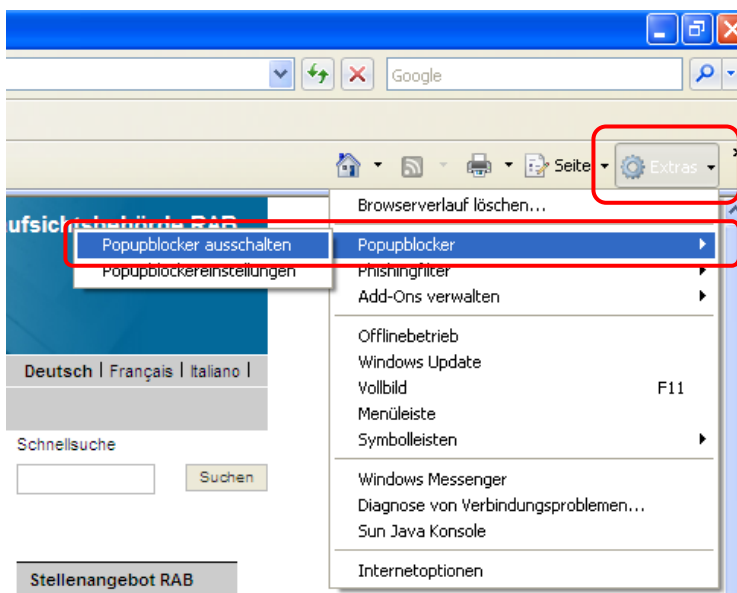 Google
Seite
Extras
ufsichtsbehörde RAB
Browserverlauf löschen...
Popupblocker ausschalten
Popupblocker
Popupblockereinstellungen
Phishingfilter
Add-Ons verwalten
Offlinebetrieb
Windows Update
Deutsch | Français | Italiano |
Vollbild F11
Menüleiste
Schnellsuche
Symbolleisten
Suchen
Windows Messenger
Diagnose von Verbindungsproblemen...
Sun Java Konsole
Internetoptionen
Stellenangebot RAB